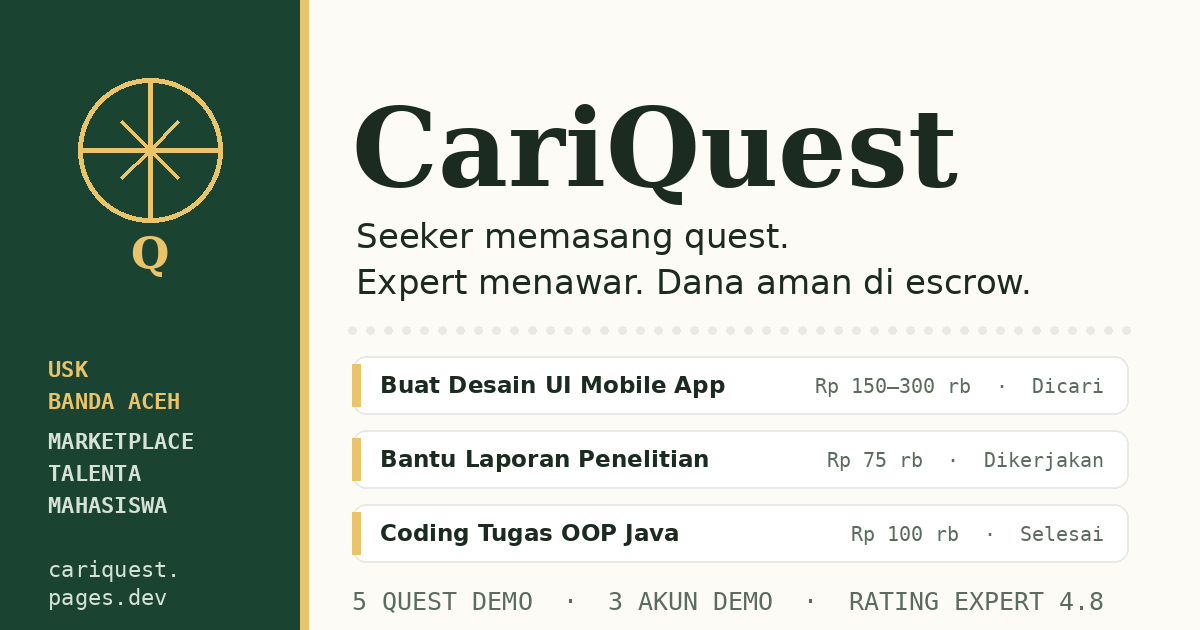 Q
USK
BANDA ACEH
MARKETPLACE
TALENTA
MAHASISWA
cariquest.
pages.dev
CariQuest
Seeker memasang quest.
Expert menawar. Dana aman di escrow.
Buat Desain UI Mobile App Rp 150–300 rb · Dicari
Bantu Laporan Penelitian Rp 75 rb · Dikerjakan
Coding Tugas OOP Java Rp 100 rb · Selesai
5 QUEST DEMO · 3 AKUN DEMO · RATING EXPERT 4.8